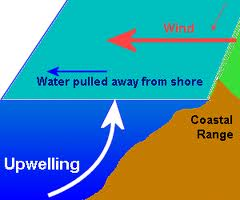 Wind
Water pulled away from shore
Coastal
Range
Upwelling